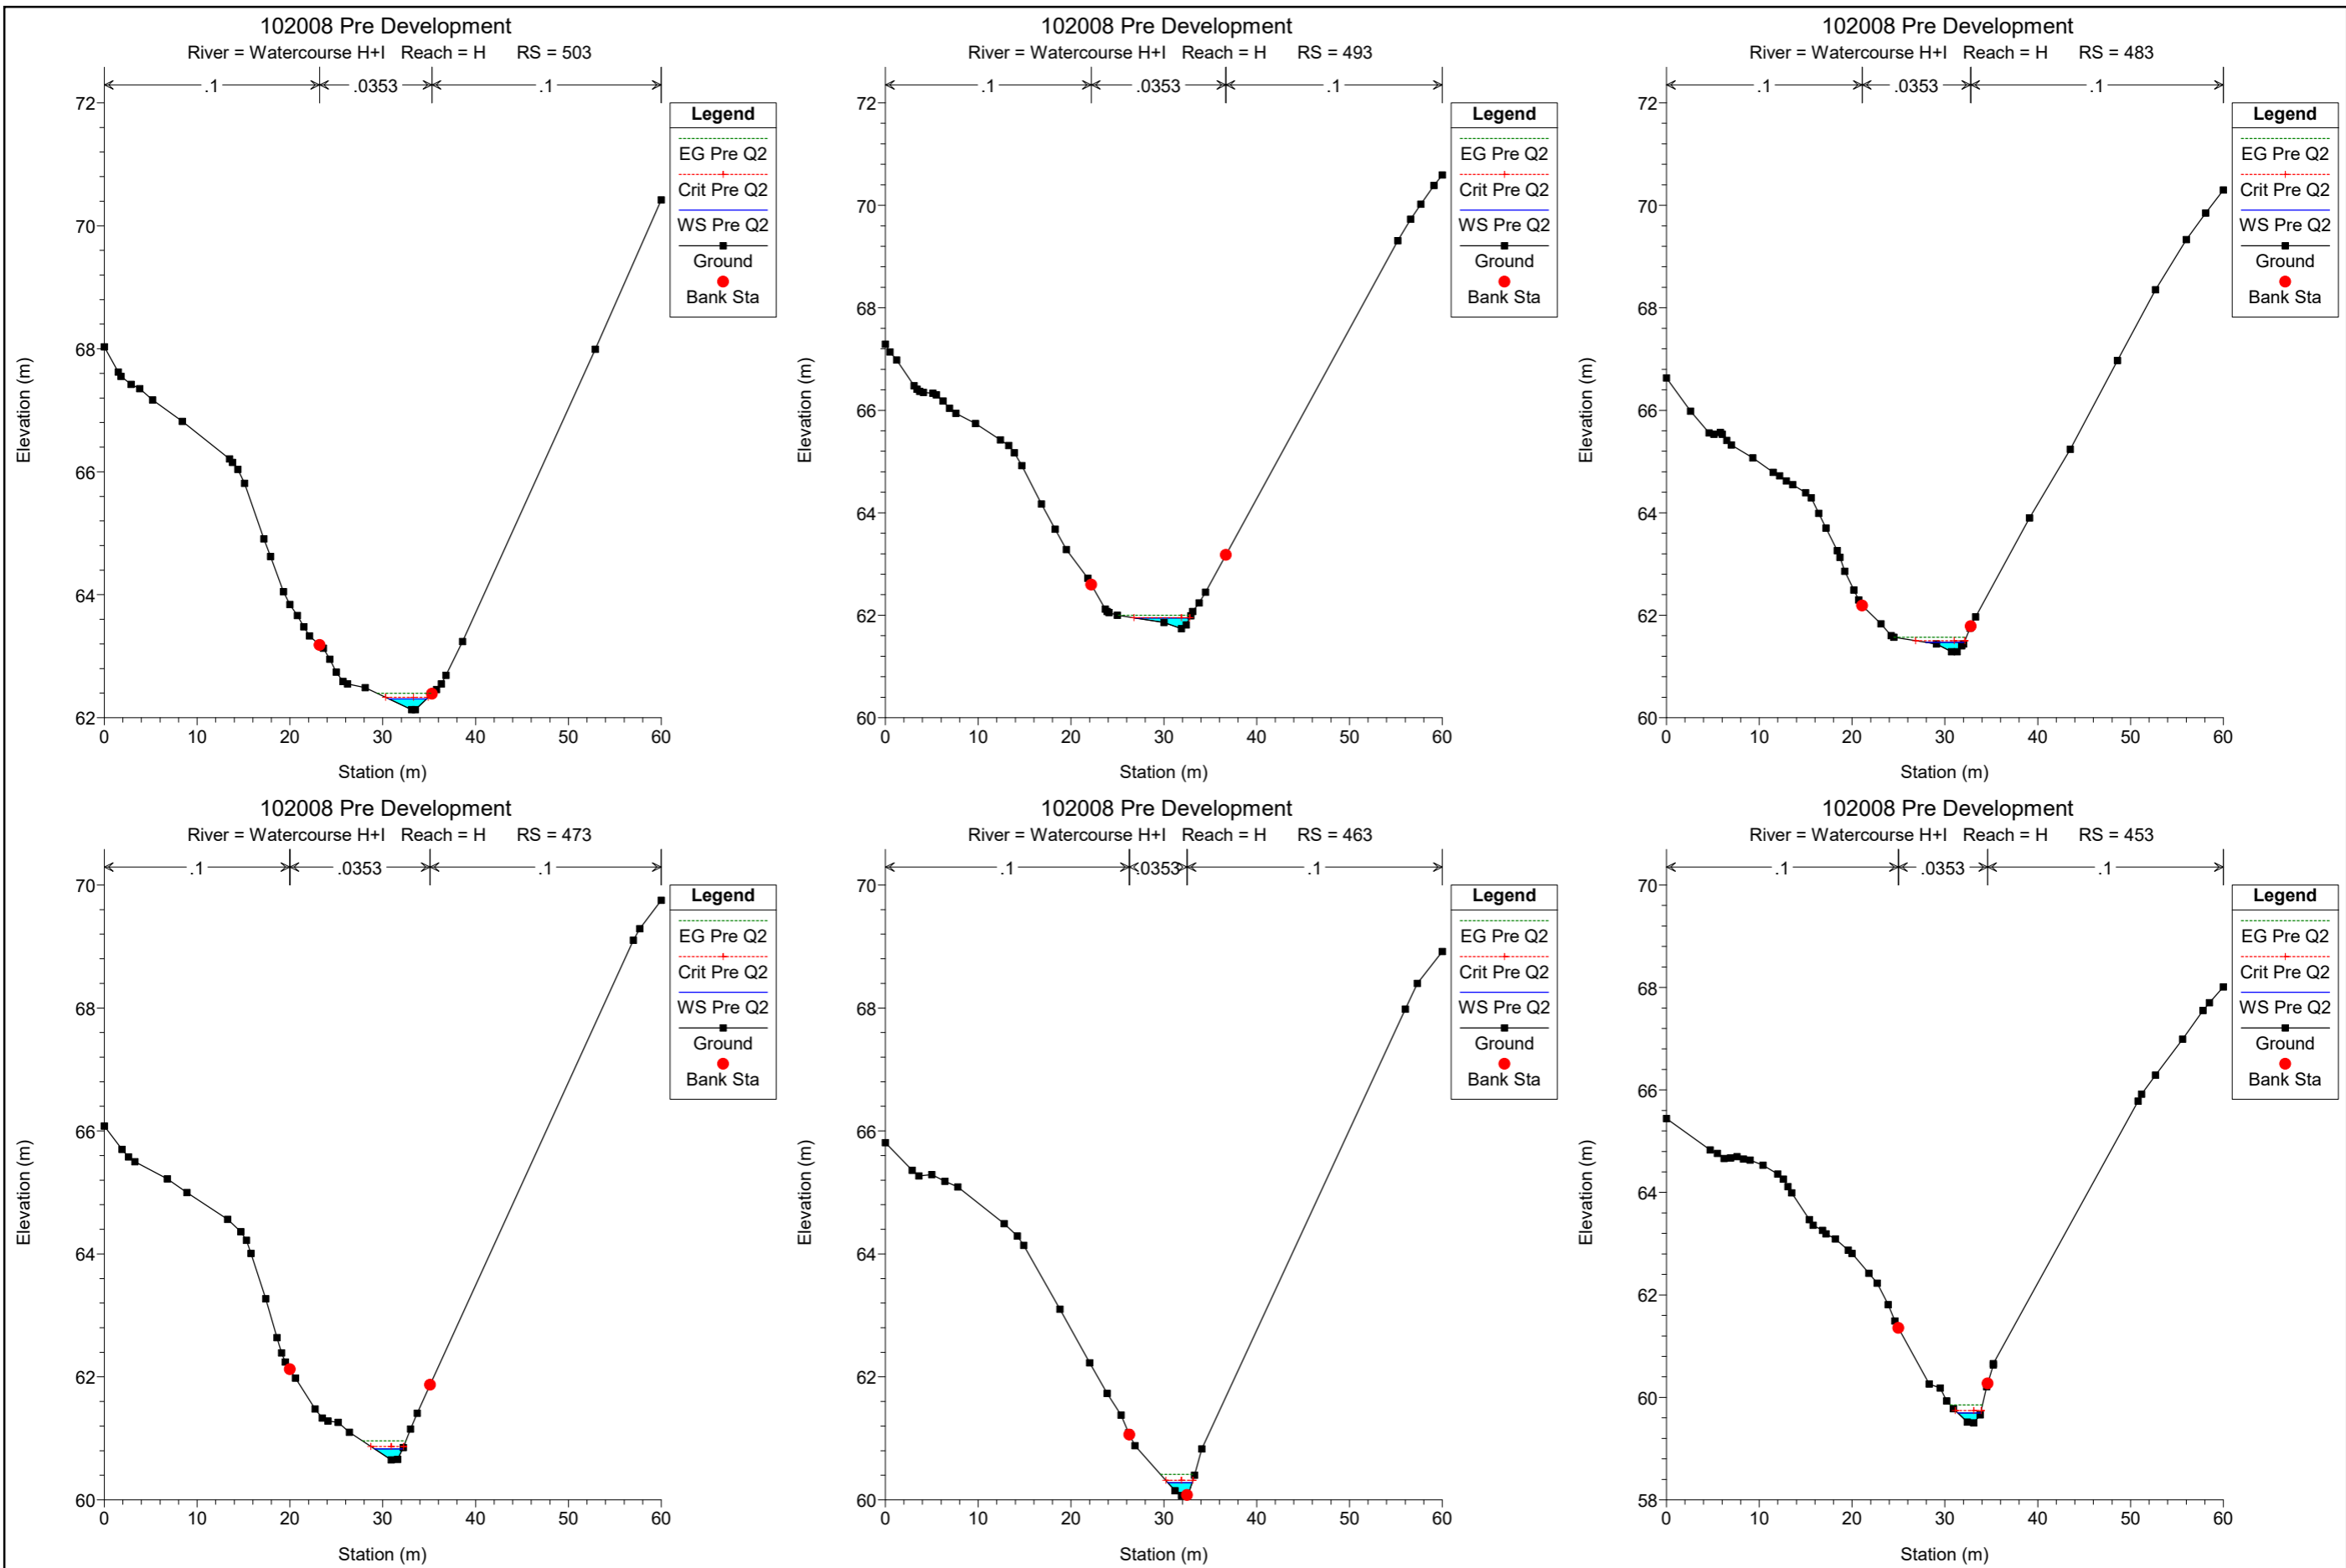 102008 Pre Development
River = Watercourse H+I Reach = H RS = 503
.1 .0353 .1
72
70
68
66
64
62
Elevation (m)
0 10 20 30 40 50 60
Station (m)
Legend
EG Pre Q2
Crit Pre Q2
WS Pre Q2
Ground
Bank Sta
102008 Pre Development
River = Watercourse H+I Reach = H RS = 493
.1 .0353 .1
72
70
68
66
64
62
60
Elevation (m)
0 10 20 30 40 50 60
Station (m)
Legend
EG Pre Q2
Crit Pre Q2
WS Pre Q2
Ground
Bank Sta
102008 Pre Development
River = Watercourse H+I Reach = H RS = 483
.1 .0353 .1
72
70
68
66
64
62
60
Elevation (m)
0 10 20 30 40 50 60
Station (m)
Legend
EG Pre Q2
Crit Pre Q2
WS Pre Q2
Ground
Bank Sta
102008 Pre Development
River = Watercourse H+I Reach = H RS = 473
.1 .0353 .1
70
68
66
64
62
60
Elevation (m)
0 10 20 30 40 50 60
Station (m)
Legend
EG Pre Q2
Crit Pre Q2
WS Pre Q2
Ground
Bank Sta
102008 Pre Development
River = Watercourse H+I Reach = H RS = 463
.1 .0353 .1
70
68
66
64
62
60
Elevation (m)
0 10 20 30 40 50 60
Station (m)
Legend
EG Pre Q2
Crit Pre Q2
WS Pre Q2
Ground
Bank Sta
102008 Pre Development
River = Watercourse H+I Reach = H RS = 453
.1 .0353 .1
70
68
66
64
62
60
58
Elevation (m)
0 10 20 30 40 50 60
Station (m)
Legend
EG Pre Q2
Crit Pre Q2
WS Pre Q2
Ground
Bank Sta